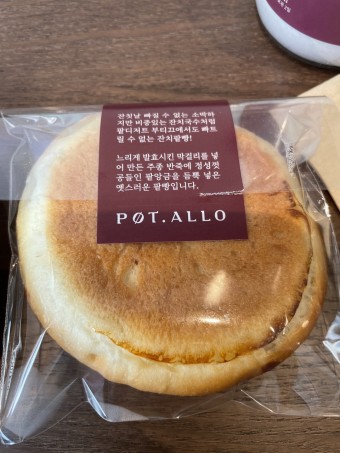 잔칫날 빠질 수 없는 소박하
지만 비중있는 잔치국수처럼
팥디저트 부티끄에서도 빠트
릴 수 없는 잔치팥빵!
느리게 발효시킨 막걸리를 넣
어 만든 주종 반죽에 정성껏
공들인 팥앙금을 듬뿍 넣은
옛스러운 팥빵입니다.
PØT.ALLO